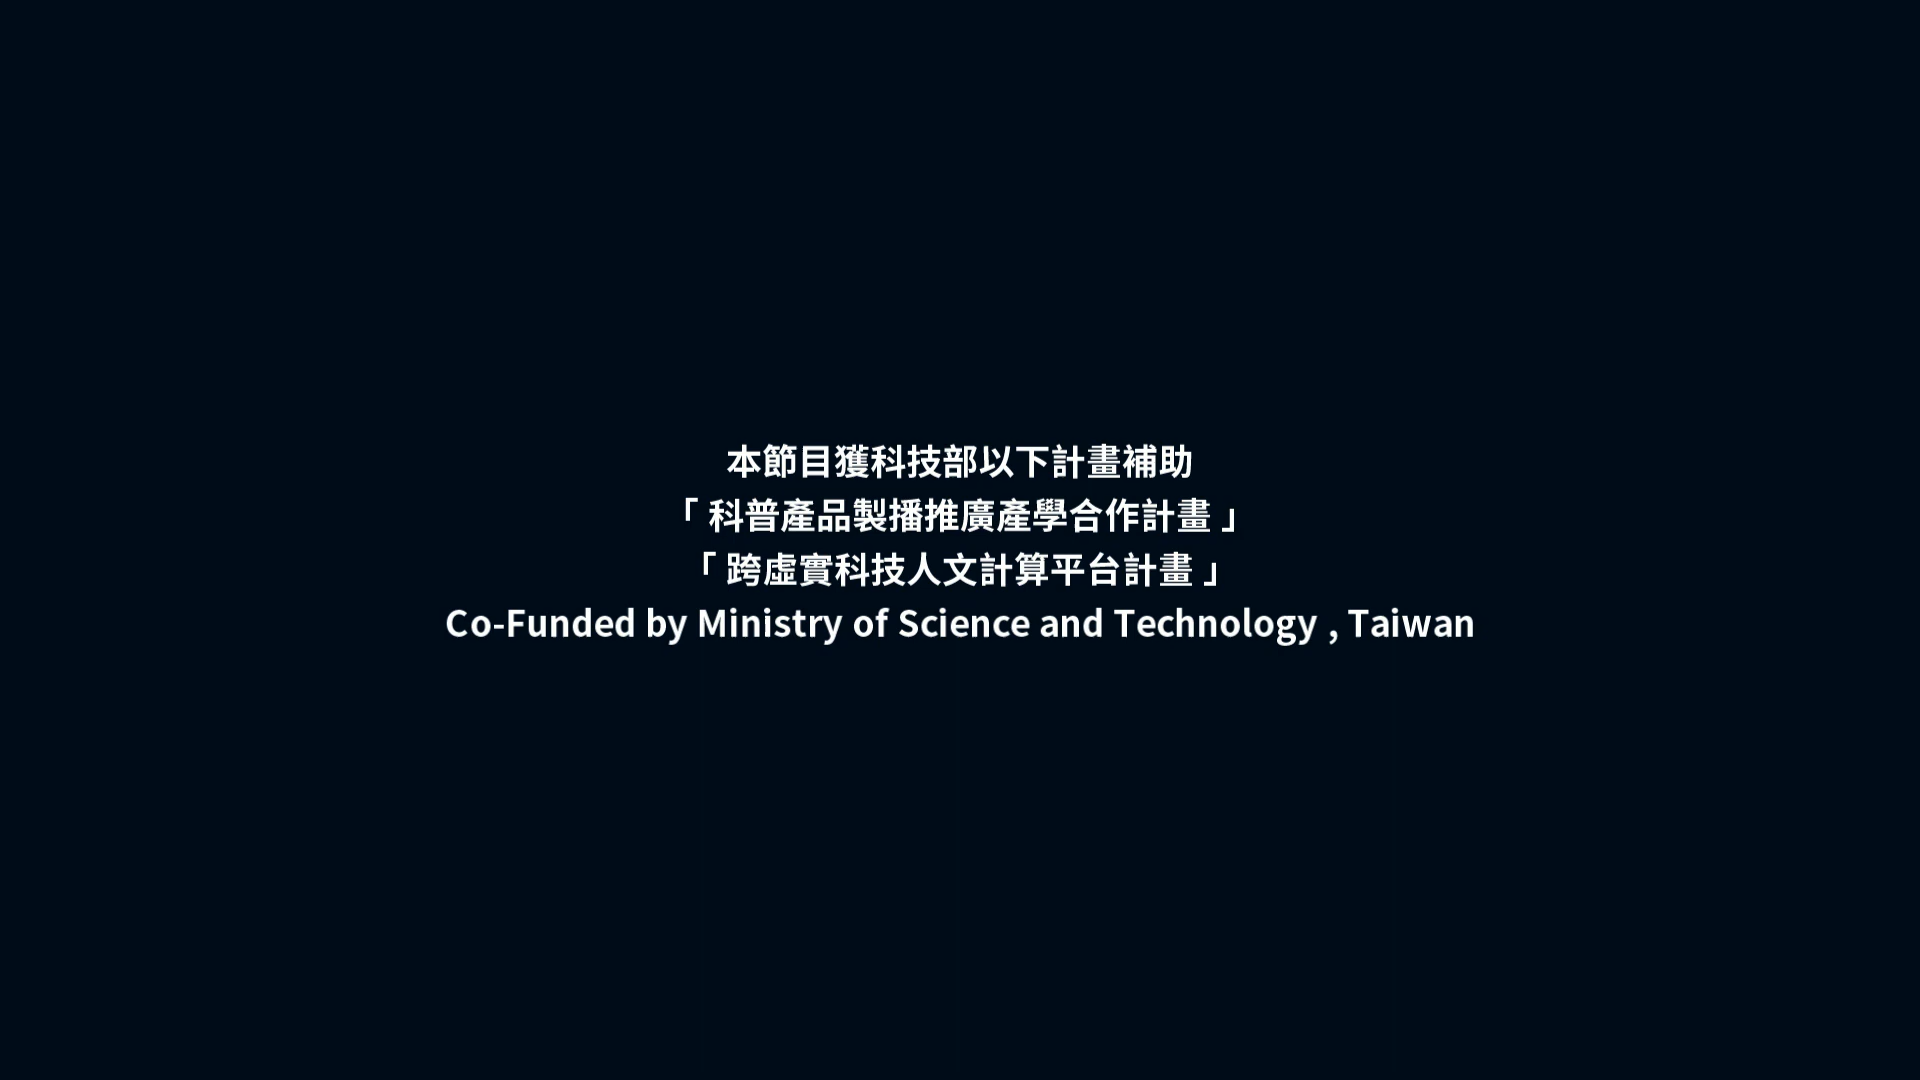 本節目獲科技部以下計畫補助
「 科普產品製播推廣產學合作計畫 」
「 跨虛實科技人文計算平台計畫 」
Co-Funded by Ministry of Science and Technology , Taiwan